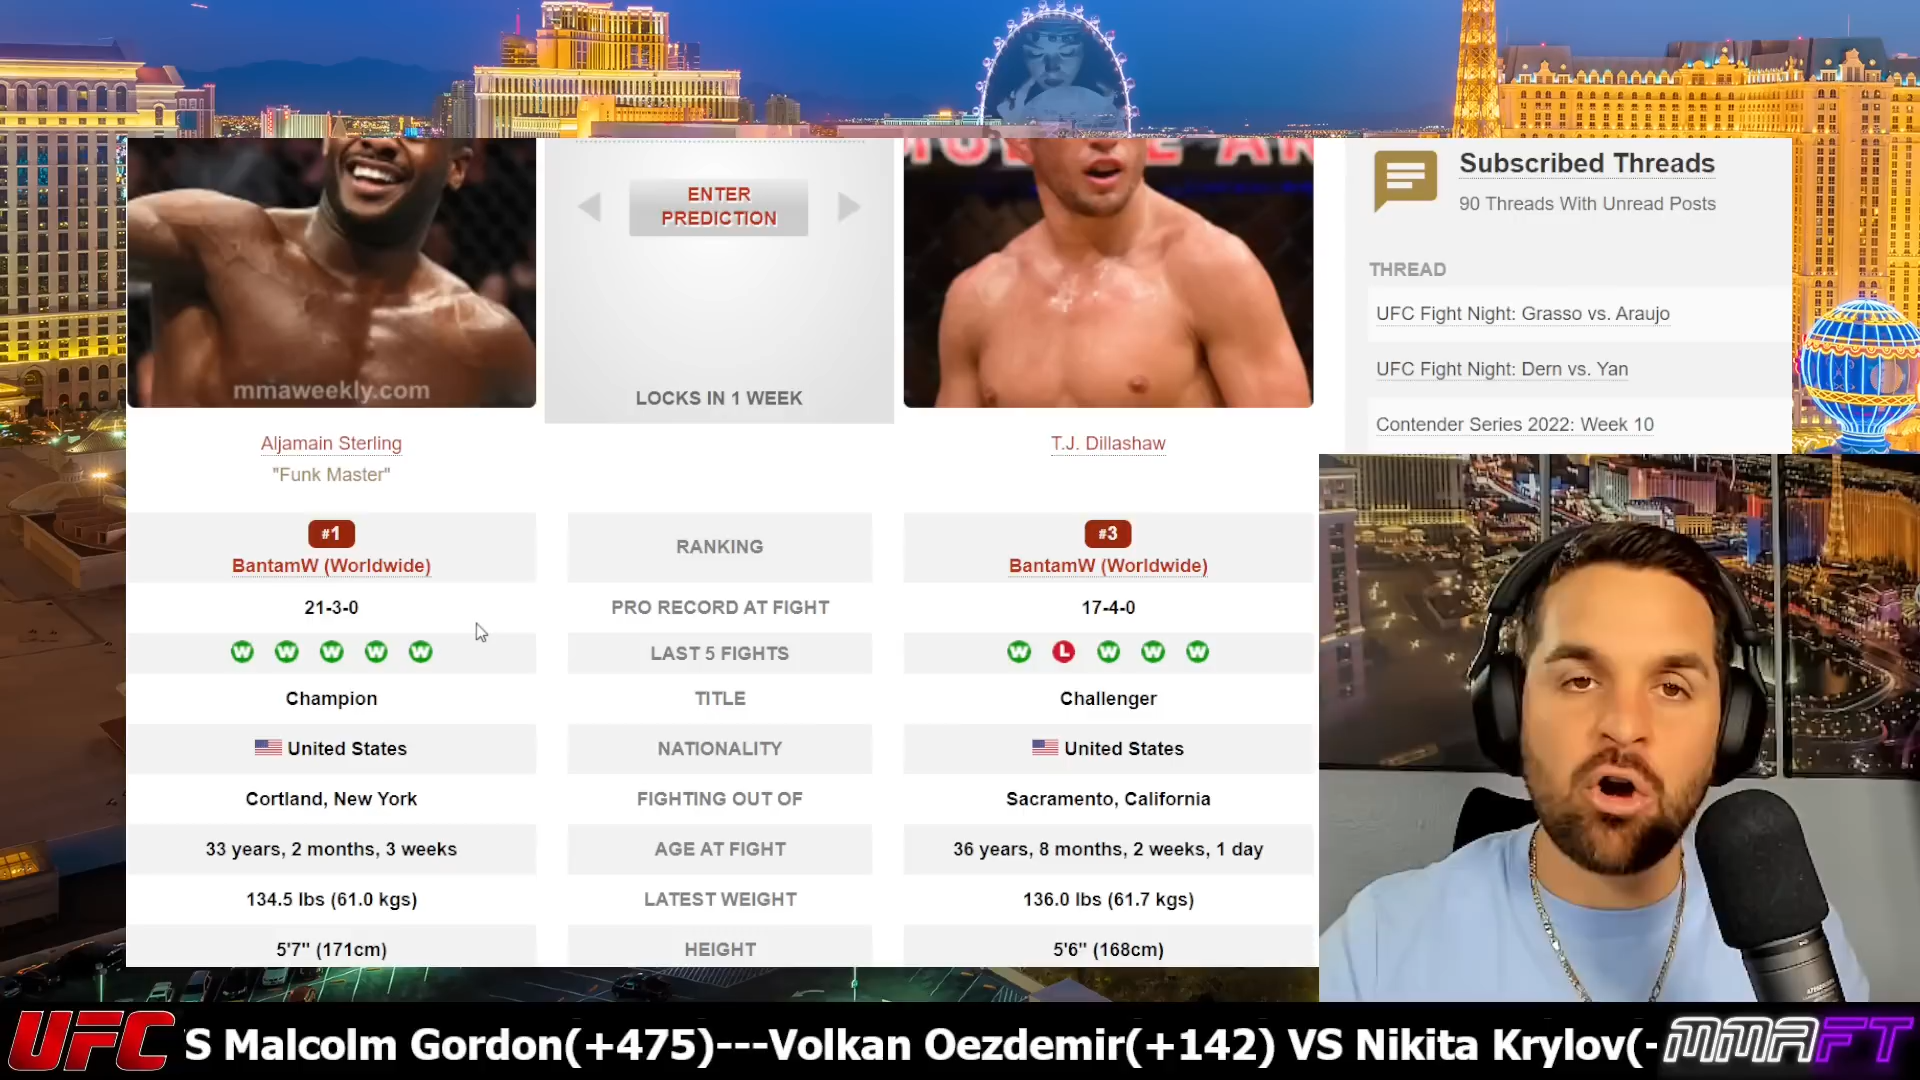 ENTER
PREDICTION
LOCKS IN 1 WEEK
mmaweekly.com
Subscribed Threads
90 Threads With Unread Posts
THREAD
UFC Fight Night: Grasso vs. Araujo
UFC Fight Night: Dern vs. Yan
Contender Series 2022: Week 10
Aljamain Sterling
"Funk Master"
T.J. Dillashaw
#1
BantamW (Worldwide)
RANKING
#3
BantamW (Worldwide)
21-3-0
PRO RECORD AT FIGHT
17-4-0
W W W W W
LAST 5 FIGHTS
W L W W W
Champion
TITLE
Challenger
United States
NATIONALITY
United States
Cortland, New York
FIGHTING OUT OF
Sacramento, California
33 years, 2 months, 3 weeks
AGE AT FIGHT
36 years, 8 months, 2 weeks, 1 day
134.5 lbs (61.0 kgs)
LATEST WEIGHT
136.0 lbs (61.7 kgs)
5'7" (171cm)
HEIGHT
5'6" (168cm)
UFC
'S Malcolm Gordon(+475)---Volkan Oezdemir(+142) VS Nikita Krylov(-
MMAFT